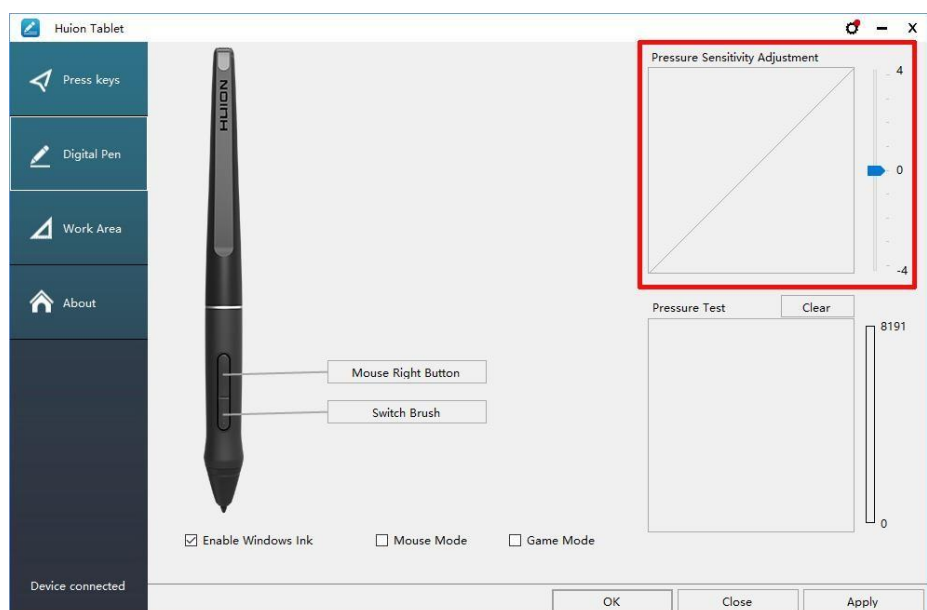 Huion Tablet
Press keys
Digital Pen
Work Area
About
Device connected
HUION
Mouse Right Button
Switch Brush
Enable Windows Ink
Mouse Mode
Game Mode
Pressure Sensitivity Adjustment
4
0
-4
Pressure Test
Clear
8191
0
OK
Close
Apply